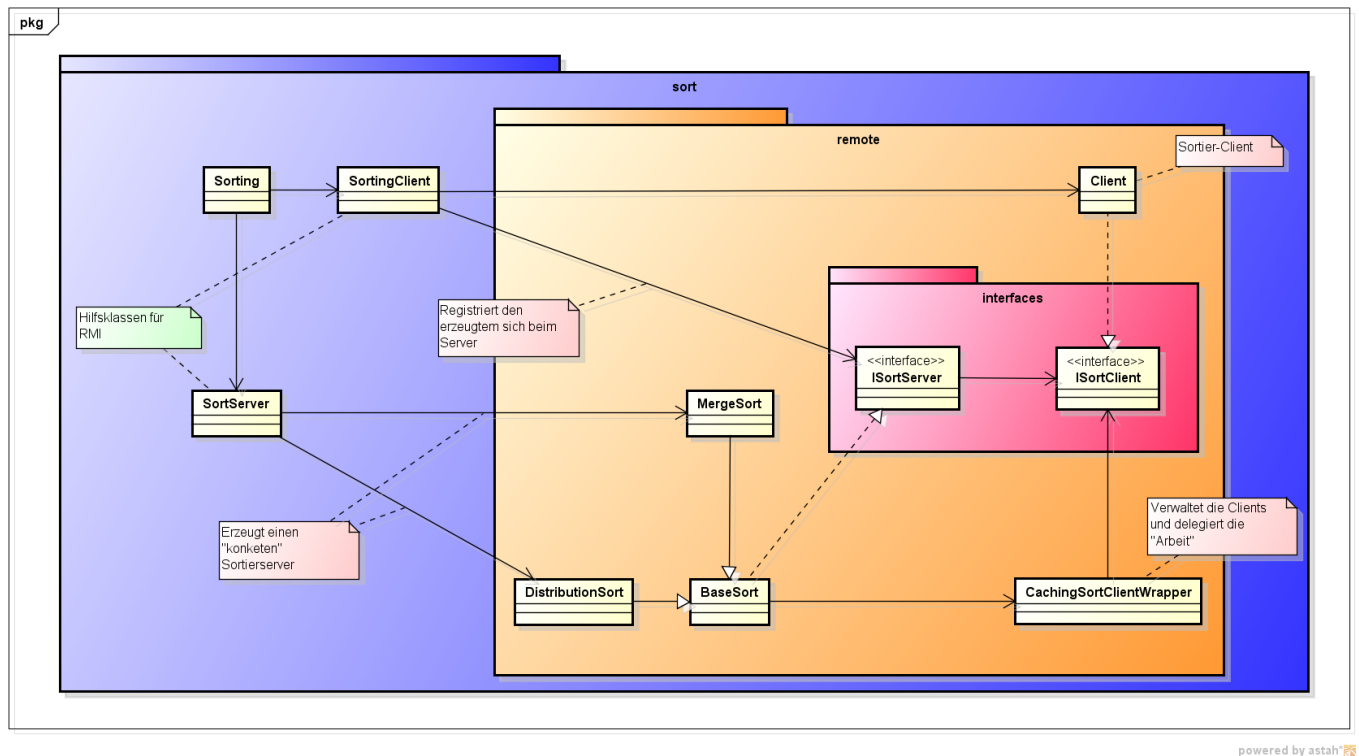 pkg
sort
remote
Sortier-Client
Sorting
SortingClient
Client
interfaces
Hilfsklassen für
RMI
Registriert den
erzeugtem sich beim
Server
<<interface>>
ISortServer
<<interface>>
ISortClient
SortServer
MergeSort
Verwaltet die Clients
und delegiert die
"Arbeit"
Erzeugt einen
"konketen"
Sortierserver
DistributionSort
BaseSort
CachingSortClientWrapper
powered by astah*